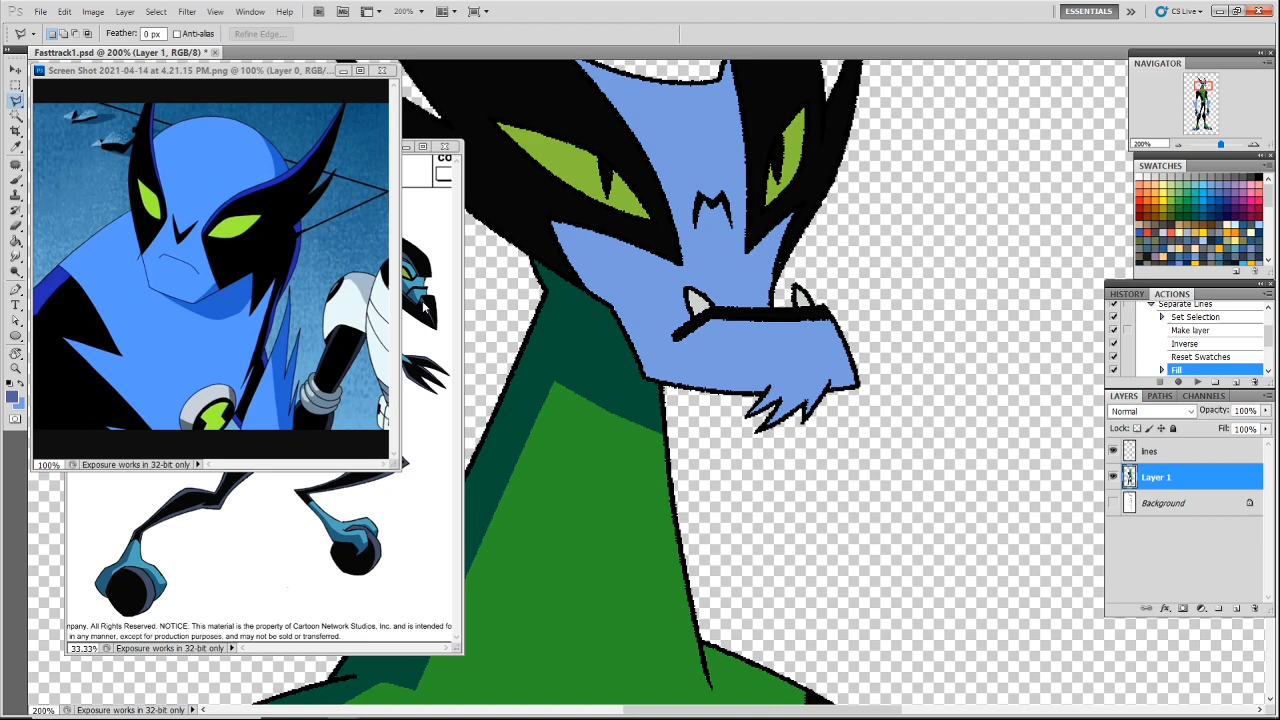 Ps File Edit Image Layer Select Filter View Window Help Br Mb 200% ESSENTIALS CS Live
Feather: 0 px Anti-alias Refine Edge...
Fasttrack1.psd @ 200% (Layer 1, RGB/8) *
Screen Shot 2021-04-14 at 4.21.15 PM.png @ 100% (Layer 0, RGB/...
100% Exposure works in 32-bit only
mpany. All Rights Reserved. NOTICE: This material is the property of Cartoon Network Studios, Inc. and is intended fo
in any manner, except for production purposes, and may not be sold or transferred.
33.33% Exposure works in 32-bit only
200% Exposure works in 32-bit only
NAVIGATOR
200%
SWATCHES
HISTORY ACTIONS
Separate Lines
Set Selection
Make layer
Inverse
Reset Swatches
Fill
LAYERS PATHS CHANNELS
Normal Opacity: 100%
Lock: Fill: 100%
lines
Layer 1
Background